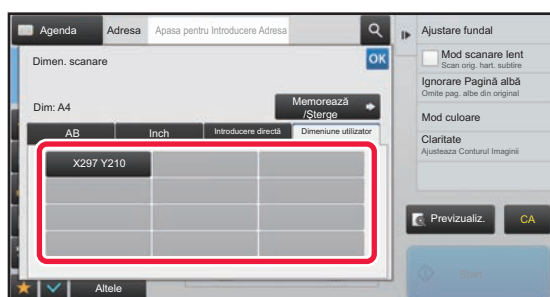 Agenda
Adresa
Apasa pentru Introducere Adresa
Dimen. scanare
OK
Dim: A4
Memorează
/Şterge
AB
Inch
Introducere directă
Dimeniune utilizator
X297 Y210
Altele
Ajustare fundal
Mod scanare lent
Scan orig. hart. subtire
Ignorare Pagină albă
Omite pag. albe din original
Mod culoare
Claritate
Ajusteaza Conturul Imaginii
Previzualiz.
CA
Start